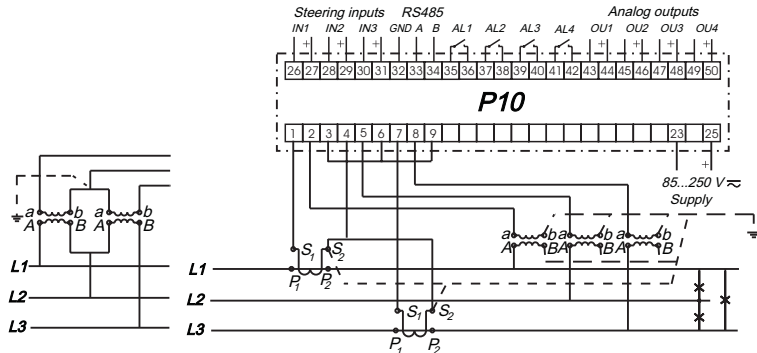 Steering inputs RS485 Analog outputs
IN1 IN2 IN3 GND A B AL1 AL2 AL3 AL4 OU1 OU2 OU3 OU4
+ + + + + + +
26 27 28 29 30 31 32 33 34 35 36 37 38 39 40 41 42 43 44 45 46 47 48 49 50
P10
1 2 3 4 5 6 7 8 9 23 25
+
85...250 V
Supply
a b a b
A B A B
a b a b a b
A B A B A B
S1 S2
L1 L1
P1 P2
L2 L2
S1 S2
L3 L3
P1 P2